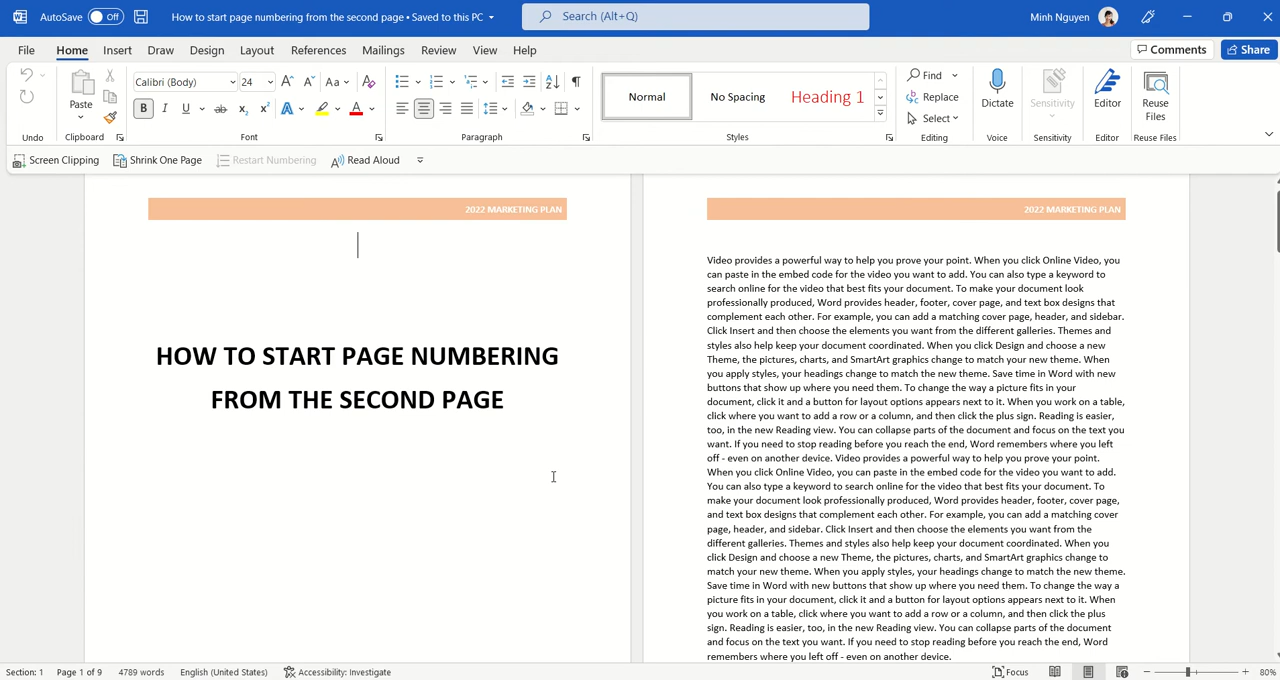 AutoSave Off How to start page numbering from the second page • Saved to this PC Search (Alt+Q) Minh Nguyen
File Home Insert Draw Design Layout References Mailings Review View Help Comments Share
Paste Calibri (Body) 24 Aa Normal No Spacing Heading 1 Find Replace Select Dictate Sensitivity Editor Reuse Files
Undo Clipboard Font Paragraph Styles Editing Voice Sensitivity Editor Reuse Files
Screen Clipping Shrink One Page Restart Numbering Read Aloud
2022 MARKETING PLAN
HOW TO START PAGE NUMBERING
FROM THE SECOND PAGE
2022 MARKETING PLAN
Video provides a powerful way to help you prove your point. When you click Online Video, you
can paste in the embed code for the video you want to add. You can also type a keyword to
search online for the video that best fits your document. To make your document look
professionally produced, Word provides header, footer, cover page, and text box designs that
complement each other. For example, you can add a matching cover page, header, and sidebar.
Click Insert and then choose the elements you want from the different galleries. Themes and
styles also help keep your document coordinated. When you click Design and choose a new
Theme, the pictures, charts, and SmartArt graphics change to match your new theme. When
you apply styles, your headings change to match the new theme. Save time in Word with new
buttons that show up where you need them. To change the way a picture fits in your
document, click it and a button for layout options appears next to it. When you work on a table,
click where you want to add a row or a column, and then click the plus sign. Reading is easier,
too, in the new Reading view. You can collapse parts of the document and focus on the text you
want. If you need to stop reading before you reach the end, Word remembers where you left
off - even on another device. Video provides a powerful way to help you prove your point.
When you click Online Video, you can paste in the embed code for the video you want to add.
You can also type a keyword to search online for the video that best fits your document. To
make your document look professionally produced, Word provides header, footer, cover page,
and text box designs that complement each other. For example, you can add a matching cover
page, header, and sidebar. Click Insert and then choose the elements you want from the
different galleries. Themes and styles also help keep your document coordinated. When you
click Design and choose a new Theme, the pictures, charts, and SmartArt graphics change to
match your new theme. When you apply styles, your headings change to match the new theme.
Save time in Word with new buttons that show up where you need them. To change the way a
picture fits in your document, click it and a button for layout options appears next to it. When
you work on a table, click where you want to add a row or a column, and then click the plus
sign. Reading is easier, too, in the new Reading view. You can collapse parts of the document
and focus on the text you want. If you need to stop reading before you reach the end, Word
remembers where you left off - even on another device.
Section: 1 Page 1 of 9 4789 words English (United States) Accessibility: Investigate Focus 80%